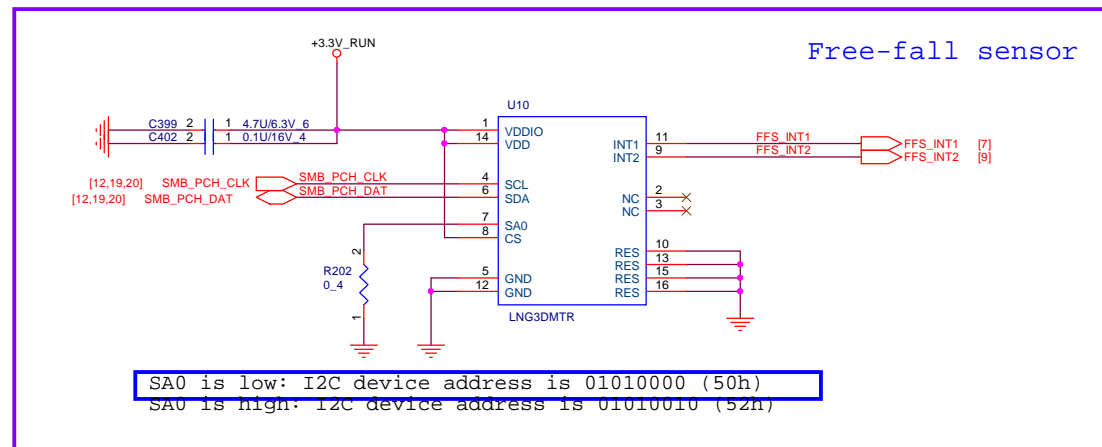 +3.3V_RUN
Free-fall sensor
U10
C399 2 1 4.7U/6.3V_6
C402 2 1 0.1U/16V_4
1 VDDIO
14 VDD
INT1 11 FFS_INT1 FFS_INT1 [7]
INT2 9 FFS_INT2 FFS_INT2 [9]
[12,19,20] SMB_PCH_CLK SMB_PCH_CLK 4 SCL
[12,19,20] SMB_PCH_DAT SMB_PCH_DAT 6 SDA
NC 2
NC 3
7 SA0
8 CS
RES 10
RES 13
RES 15
RES 16
2
R202
0_4
1
5 GND
12 GND
LNG3DMTR
SA0 is low: I2C device address is 01010000 (50h)
SA0 is high: I2C device address is 01010010 (52h)